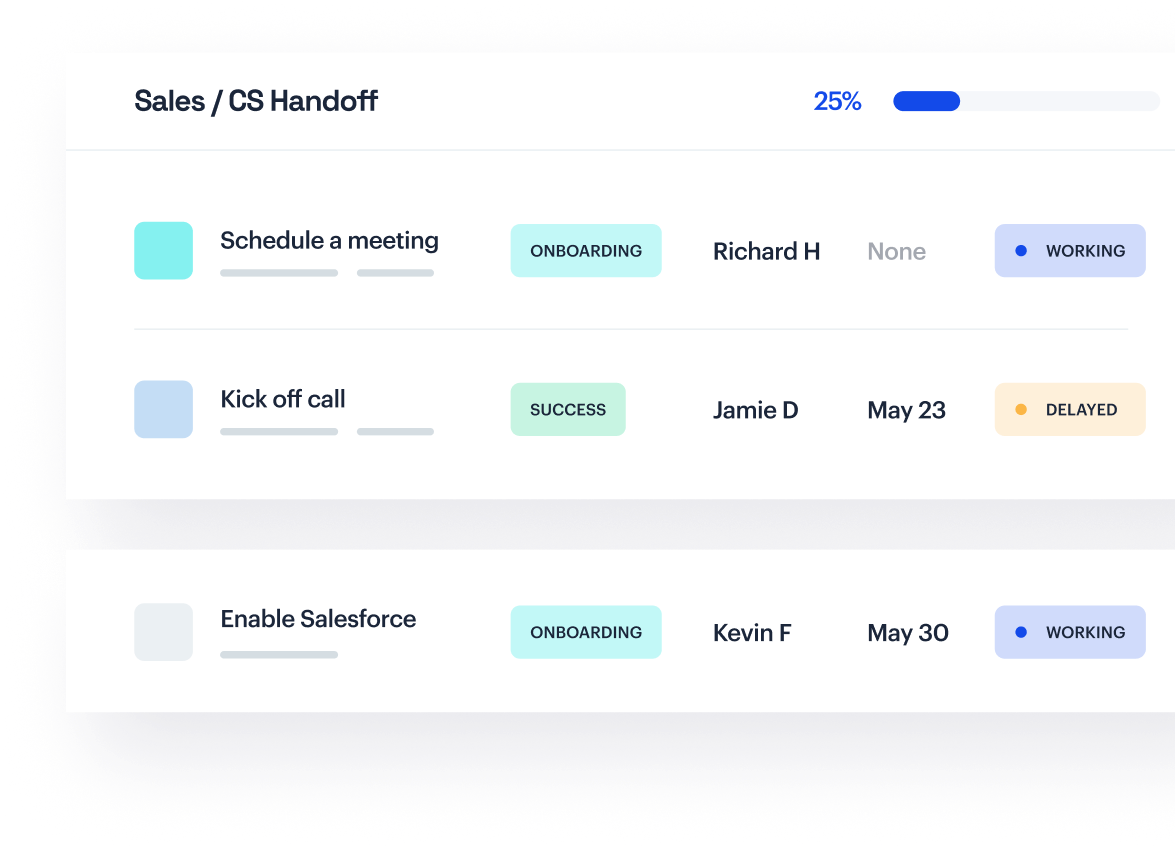 Sales / CS Handoff 25%
Schedule a meeting ONBOARDING Richard H None WORKING
Kick off call SUCCESS Jamie D May 23 DELAYED
Enable Salesforce ONBOARDING Kevin F May 30 WORKING